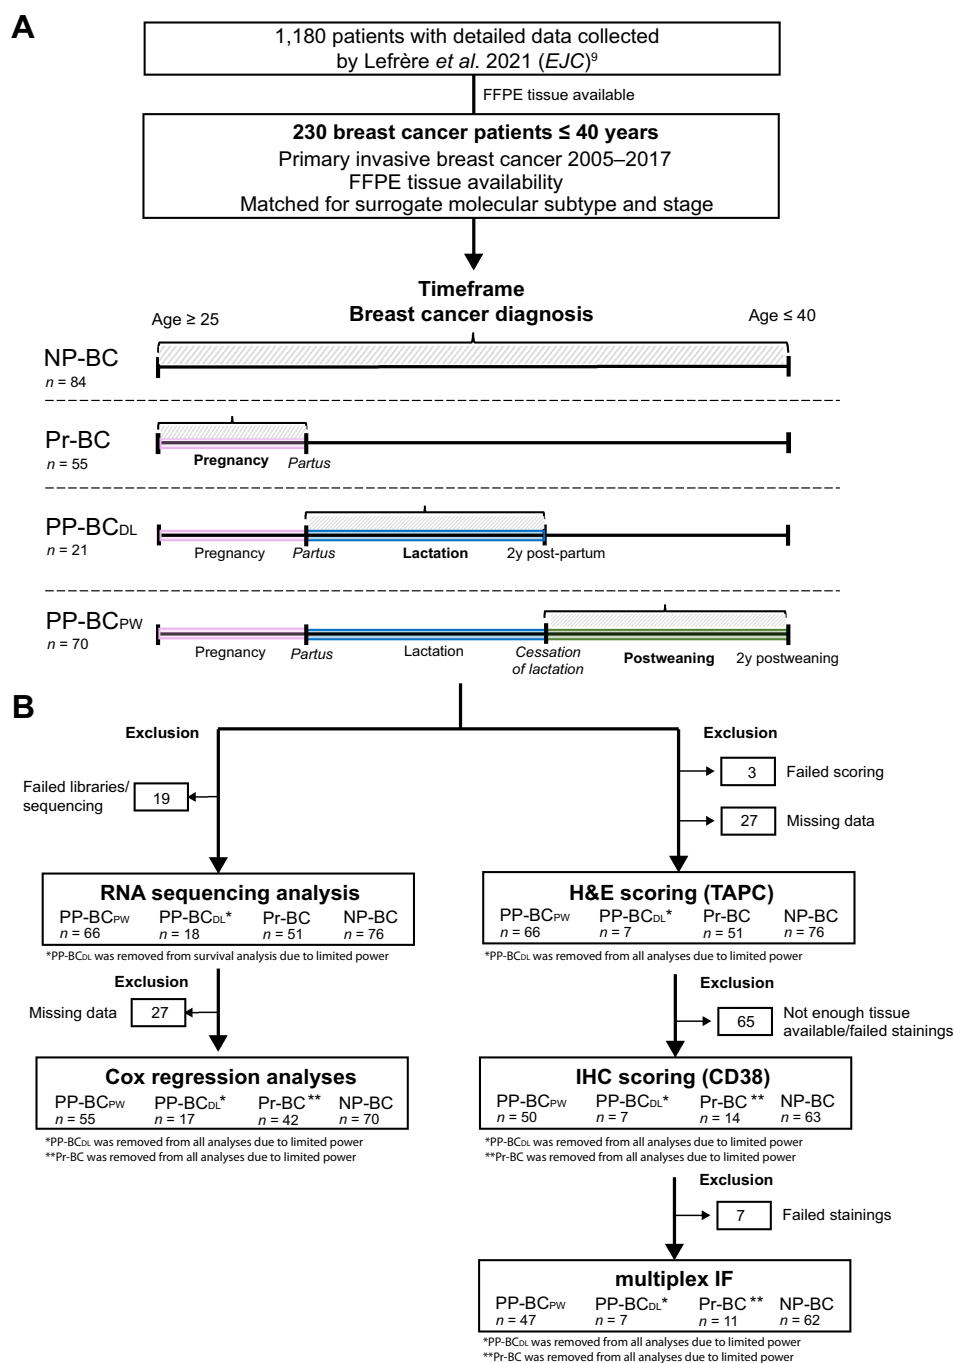 A
1,180 patients with detailed data collected
by Lefrère et al. 2021 (EJC)9
FFPE tissue available
230 breast cancer patients ≤ 40 years
Primary invasive breast cancer 2005–2017
FFPE tissue availability
Matched for surrogate molecular subtype and stage
Timeframe
Breast cancer diagnosis
Age ≥ 25
Age ≤ 40
NP-BC
n = 84
Pr-BC
n = 55
Pregnancy
Partus
PP-BCDL
n = 21
Pregnancy
Partus
Lactation
2y post-partum
PP-BCPW
n = 70
Pregnancy
Partus
Lactation
Cessation
of lactation
Postweaning
2y postweaning
B
Exclusion
Failed libraries/
sequencing
19
Exclusion
3
Failed scoring
27
Missing data
RNA sequencing analysis
PP-BCPW PP-BCDL* Pr-BC NP-BC
n = 66 n = 18 n = 51 n = 76
*PP-BCDL was removed from survival analysis due to limited power
H&E scoring (TAPC)
PP-BCPW PP-BCDL* Pr-BC NP-BC
n = 66 n = 7 n = 51 n = 76
*PP-BCDL was removed from all analyses due to limited power
Exclusion
Missing data
27
Exclusion
65
Not enough tissue
available/failed stainings
Cox regression analyses
PP-BCPW PP-BCDL* Pr-BC** NP-BC
n = 55 n = 17 n = 42 n = 70
*PP-BCDL was removed from all analyses due to limited power
**Pr-BC was removed from all analyses due to limited power
IHC scoring (CD38)
PP-BCPW PP-BCDL* Pr-BC** NP-BC
n = 50 n = 7 n = 14 n = 63
*PP-BCDL was removed from all analyses due to limited power
**Pr-BC was removed from all analyses due to limited power
Exclusion
7
Failed stainings
multiplex IF
PP-BCPW PP-BCDL* Pr-BC** NP-BC
n = 47 n = 7 n = 11 n = 62
*PP-BCDL was removed from all analyses due to limited power
**Pr-BC was removed from all analyses due to limited power